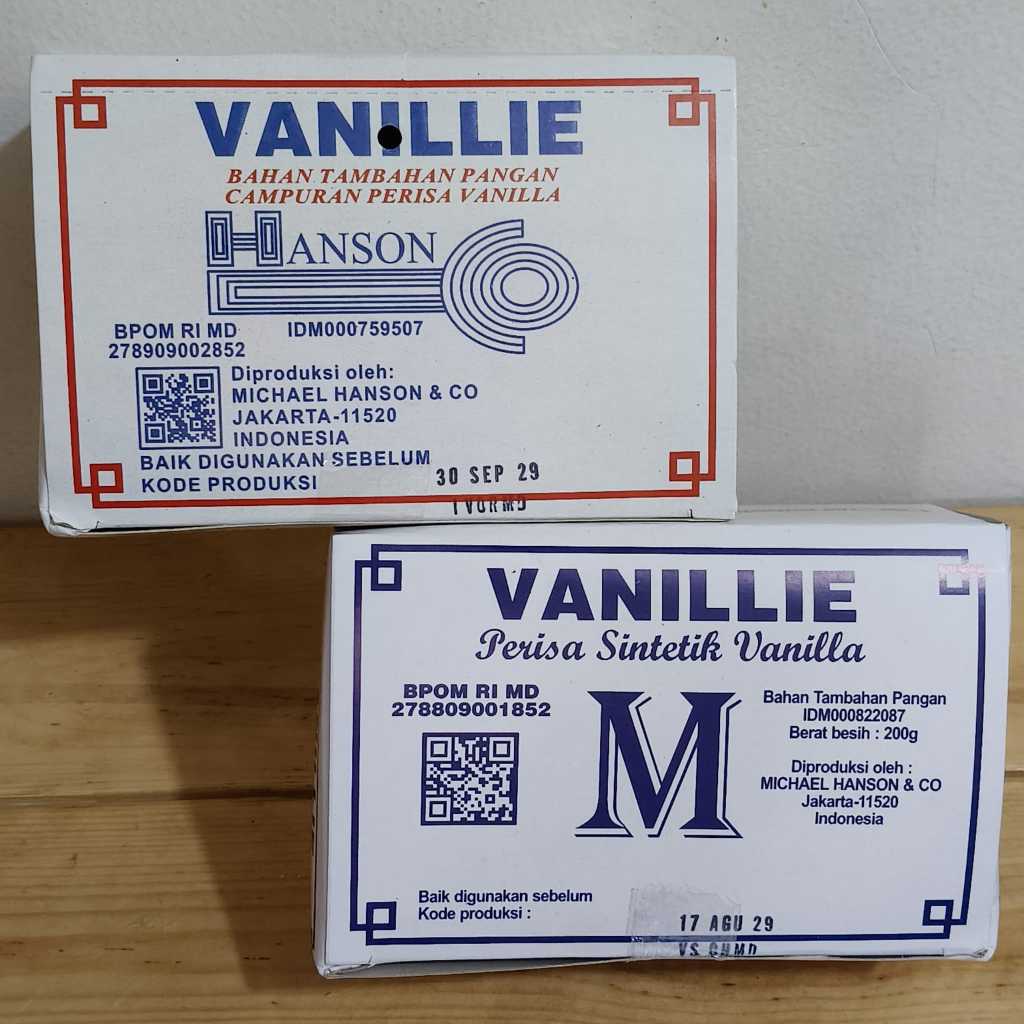 VANILLIE
BAHAN TAMBAHAN PANGAN
CAMPURAN PERISA VANILLA
HANSON
BPOM RI MD
278909002852
IDM000759507
Diproduksi oleh:
MICHAEL HANSON & CO
JAKARTA-11520
INDONESIA
BAIK DIGUNAKAN SEBELUM
KODE PRODUKSI
30 SEP 29
VANILLIE
Perisa Sintetik Vanilla
BPOM RI MD
278809001852
M
Bahan Tambahan Pangan
IDM000822087
Berat besih : 200g
Diproduksi oleh :
MICHAEL HANSON & CO
Jakarta-11520
Indonesia
Baik digunakan sebelum
Kode produksi :
17 AGU 29